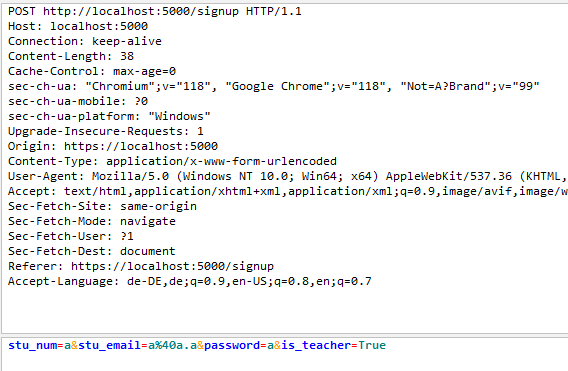 POST http://localhost:5000/signup HTTP/1.1
Host: localhost:5000
Connection: keep-alive
Content-Length: 38
Cache-Control: max-age=0
sec-ch-ua: "Chromium";v="118", "Google Chrome";v="118", "Not=A?Brand";v="99"
sec-ch-ua-mobile: ?0
sec-ch-ua-platform: "Windows"
Upgrade-Insecure-Requests: 1
Origin: https://localhost:5000
Content-Type: application/x-www-form-urlencoded
User-Agent: Mozilla/5.0 (Windows NT 10.0; Win64; x64) AppleWebKit/537.36 (KHTML,
Accept: text/html,application/xhtml+xml,application/xml;q=0.9,image/avif,image/w
Sec-Fetch-Site: same-origin
Sec-Fetch-Mode: navigate
Sec-Fetch-User: ?1
Sec-Fetch-Dest: document
Referer: https://localhost:5000/signup
Accept-Language: de-DE,de;q=0.9,en-US;q=0.8,en;q=0.7
stu_num=a&stu_email=a%40a.a&password=a&is_teacher=True